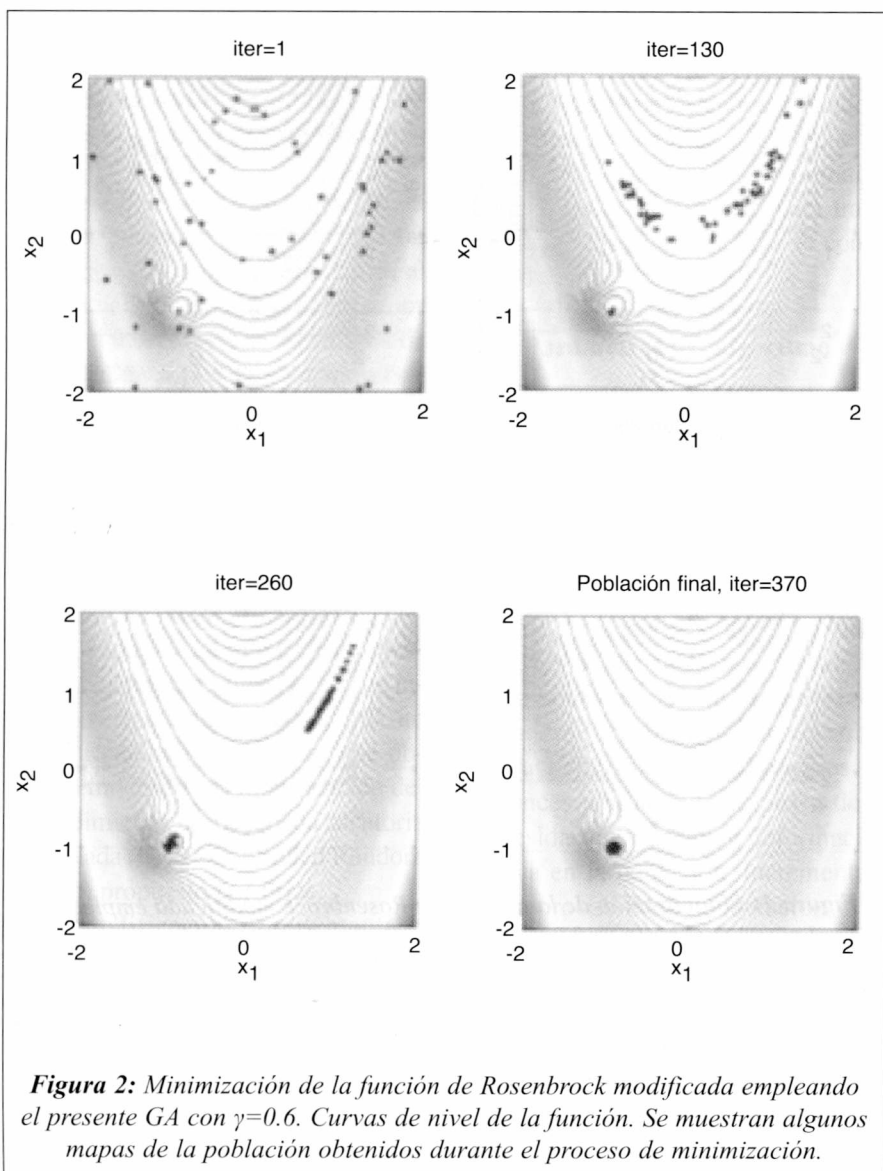 iter=1
iter=130
2
1
0
-1
-2
x2
-2
0
2
x1
2
1
0
-1
-2
x2
-2
0
2
x1
iter=260
Población final, iter=370
2
1
0
-1
-2
x2
-2
0
2
x1
2
1
0
-1
-2
x2
-2
0
2
x1
Figura 2: Minimización de la función de Rosenbrock modificada empleando
el presente GA con γ=0.6. Curvas de nivel de la función. Se muestran algunos
mapas de la población obtenidos durante el proceso de minimización.